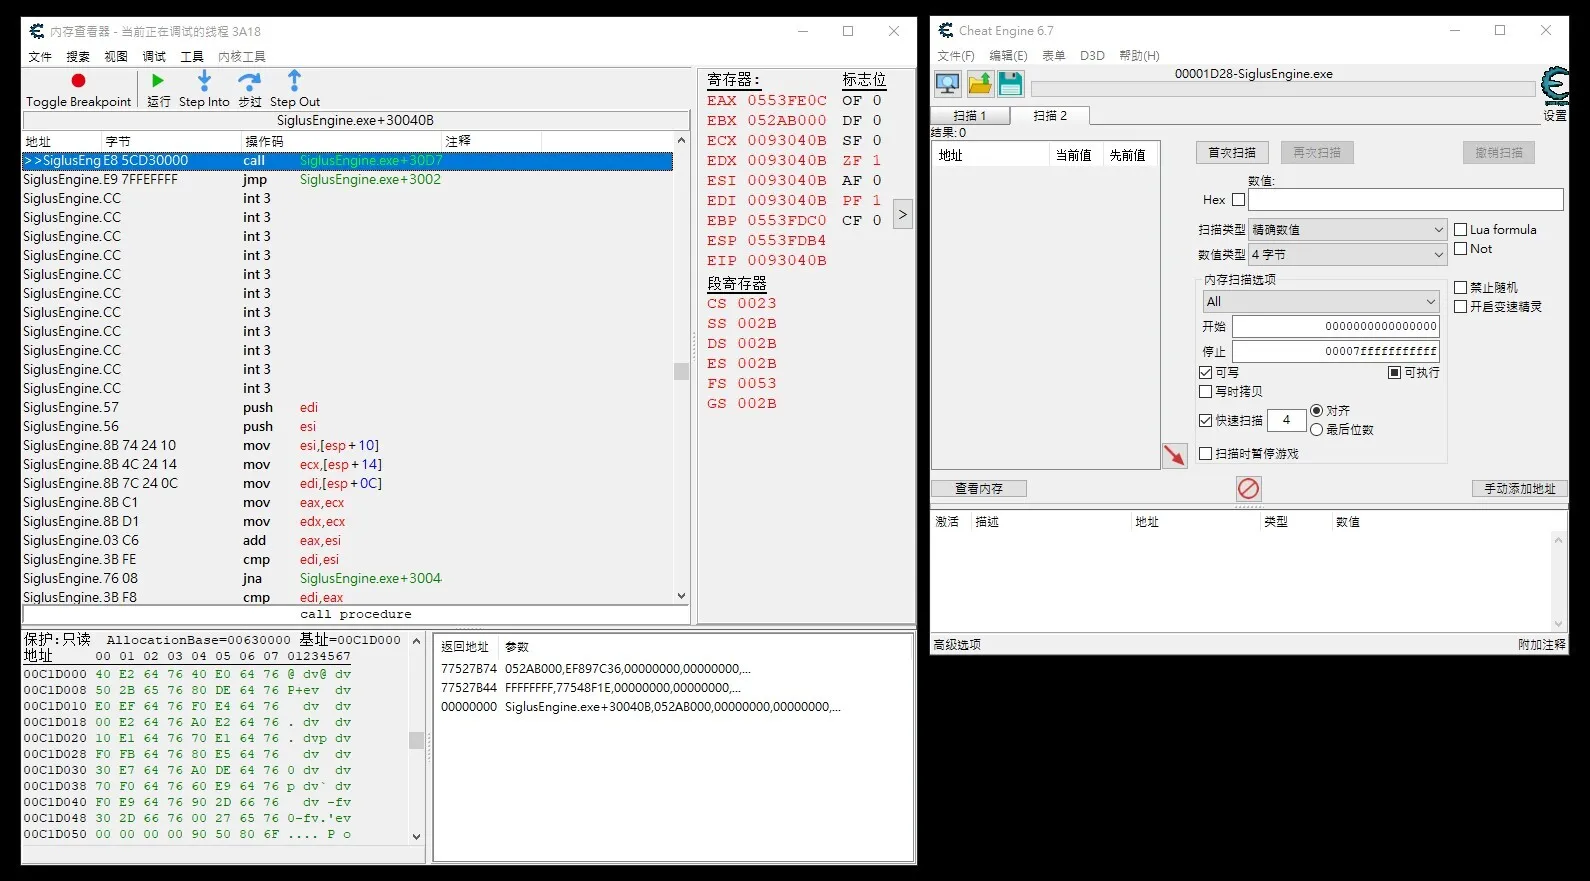 内存查看器 - 当前正在调试的线程 3A18
文件 搜索 视图 调试 工具 内核工具
Toggle Breakpoint 运行 Step Into 步过 Step Out
SiglusEngine.exe+30040B
地址 字节 操作码 注释
>>SiglusEng E8 5CD30000 call SiglusEngine.exe+30D7
SiglusEngine. E9 7FFEFFFF jmp SiglusEngine.exe+3002
SiglusEngine. CC int 3
SiglusEngine. CC int 3
SiglusEngine. CC int 3
SiglusEngine. CC int 3
SiglusEngine. CC int 3
SiglusEngine. CC int 3
SiglusEngine. CC int 3
SiglusEngine. CC int 3
SiglusEngine. CC int 3
SiglusEngine. CC int 3
SiglusEngine. CC int 3
SiglusEngine. 57 push edi
SiglusEngine. 56 push esi
SiglusEngine. 8B 74 24 10 mov esi,[esp+10]
SiglusEngine. 8B 4C 24 14 mov ecx,[esp+14]
SiglusEngine. 8B 7C 24 0C mov edi,[esp+0C]
SiglusEngine. 8B C1 mov eax,ecx
SiglusEngine. 8B D1 mov edx,ecx
SiglusEngine. 03 C6 add eax,esi
SiglusEngine. 3B FE cmp edi,esi
SiglusEngine. 76 08 jna SiglusEngine.exe+3004
SiglusEngine. 3B F8 cmp edi,eax
call procedure
寄存器: 标志位
EAX 0553FE0C OF 0
EBX 052AB000 DF 0
ECX 0093040B SF 0
EDX 0093040B ZF 1
ESI 0093040B AF 0
EDI 0093040B PF 1
EBP 0553FDC0 CF 0
>
ESP 0553FDB4
EIP 0093040B
段寄存器
CS 0023
SS 002B
DS 002B
ES 002B
FS 0053
GS 002B
保护:只读 AllocationBase=00630000 基址=00C1D000
地址 00 01 02 03 04 05 06 07 01234567
00C1D000 40 E2 64 76 40 E0 64 76 @ dv@ dv
00C1D008 50 2B 65 76 80 DE 64 76 P+ev dv
00C1D010 E0 EF 64 76 F0 E4 64 76 dv dv
00C1D018 00 E2 64 76 A0 E2 64 76 . dv dv
00C1D020 10 E1 64 76 70 E1 64 76 . dvp dv
00C1D028 F0 FB 64 76 80 E5 64 76 dv dv
00C1D030 30 E7 64 76 A0 DE 64 76 0 dv dv
00C1D038 70 F0 64 76 60 E9 64 76 p dv` dv
00C1D040 F0 E9 64 76 90 2D 66 76 dv -fv
00C1D048 30 2D 66 76 00 27 65 76 0-fv.'ev
00C1D050 00 00 00 00 90 50 80 6F .... P o
返回地址 参数
77527B74 052AB000,EF897C36,00000000,00000000,...
77527B44 FFFFFFFF,77548F1E,00000000,00000000,...
00000000 SiglusEngine.exe+30040B,052AB000,00000000,00000000,...
Cheat Engine 6.7
文件(F) 编辑(E) 表单 D3D 帮助(H)
00001D28-SiglusEngine.exe
设置
扫描 1 扫描 2
结果:0
地址 当前值 先前值
首次扫描 再次扫描 撤销扫描
数值:
Hex
扫描类型 精确数值 Lua formula
数值类型 4 字节 Not
内存扫描选项
All
开始 0000000000000000
停止 00007fffffffffff
禁止随机
开启变速精灵
可写 可执行
写时拷贝
快速扫描 4 对齐
最后位数
扫描时暂停游戏
查看内存 手动添加地址
激活 描述 地址 类型 数值
高级选项 附加注释